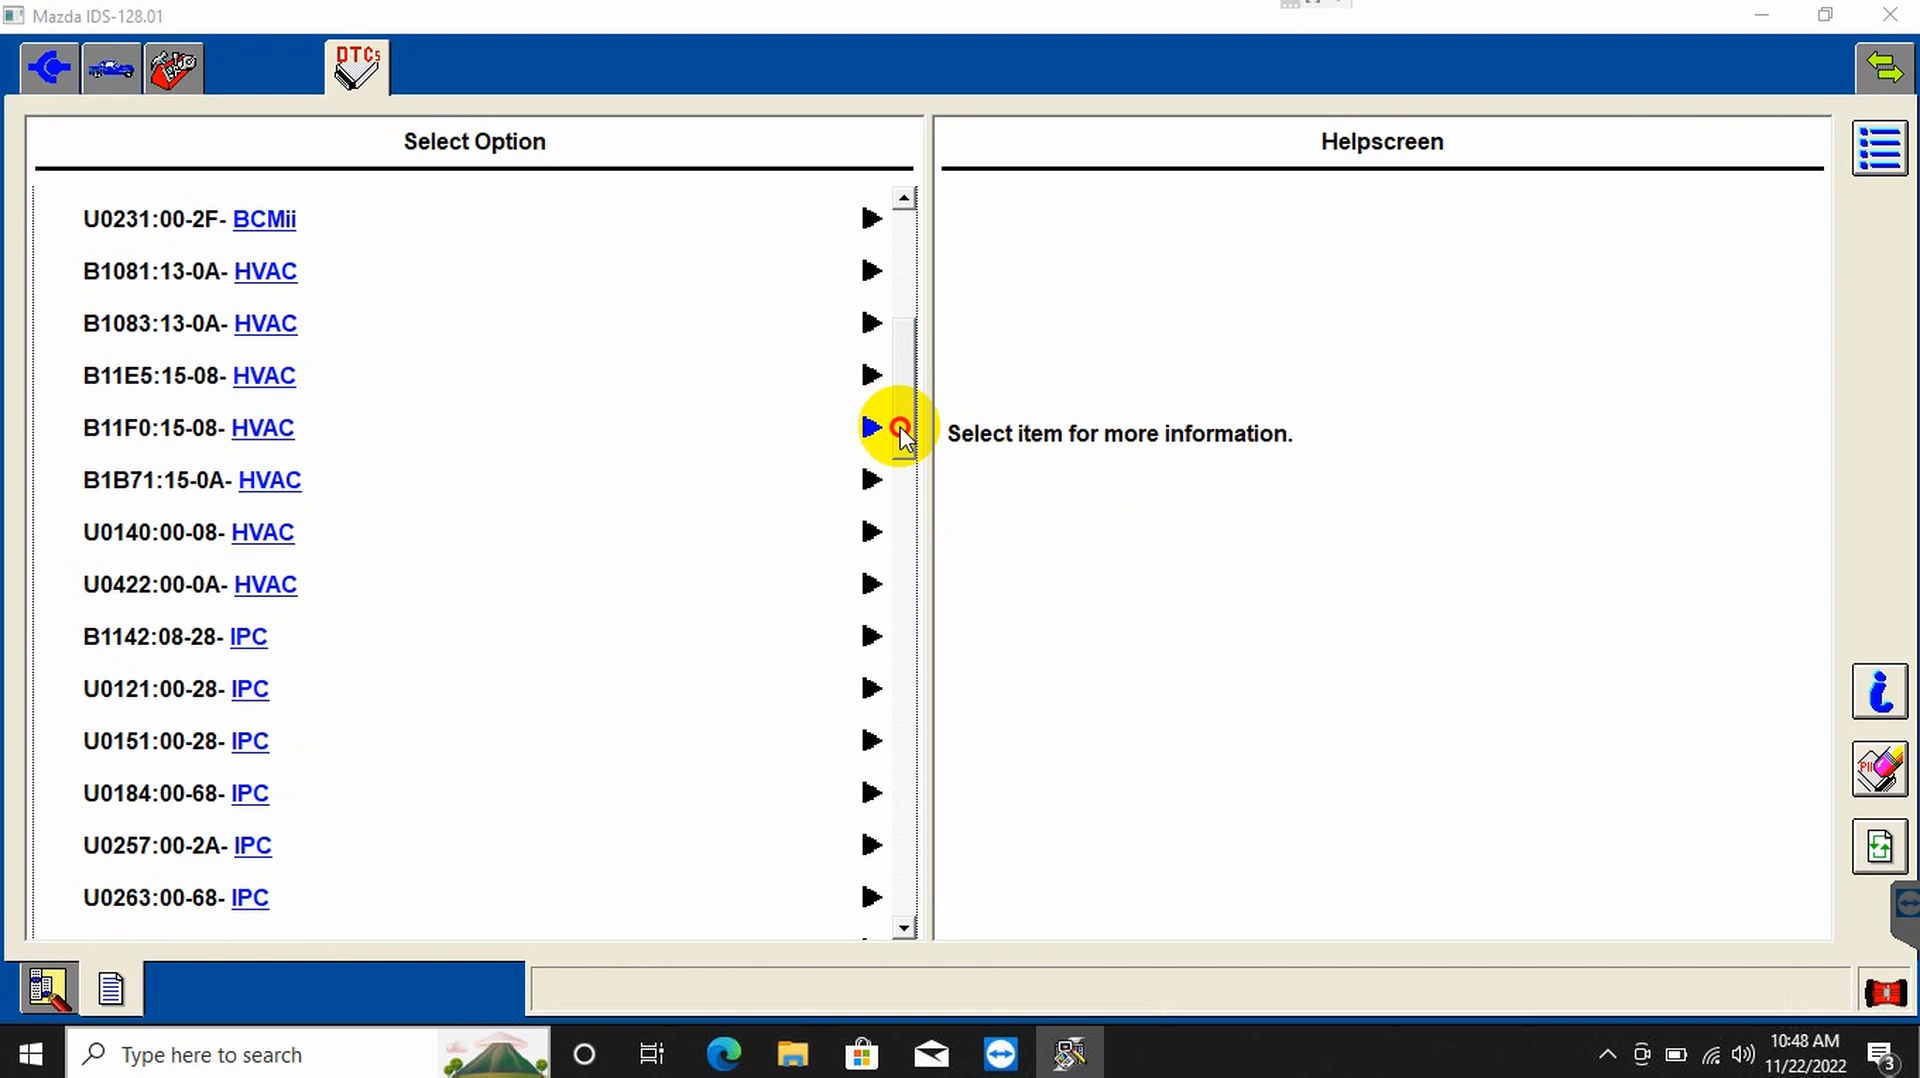 Mazda IDS-128.01
DTCs
Select Option
Helpscreen
U0231:00-2F- BCMii
B1081:13-0A- HVAC
B1083:13-0A- HVAC
B11E5:15-08- HVAC
B11F0:15-08- HVAC
Select item for more information.
B1B71:15-0A- HVAC
U0140:00-08- HVAC
U0422:00-0A- HVAC
B1142:08-28- IPC
U0121:00-28- IPC
U0151:00-28- IPC
U0184:00-68- IPC
U0257:00-2A- IPC
U0263:00-68- IPC
Type here to search
10:48 AM
11/22/2022
3